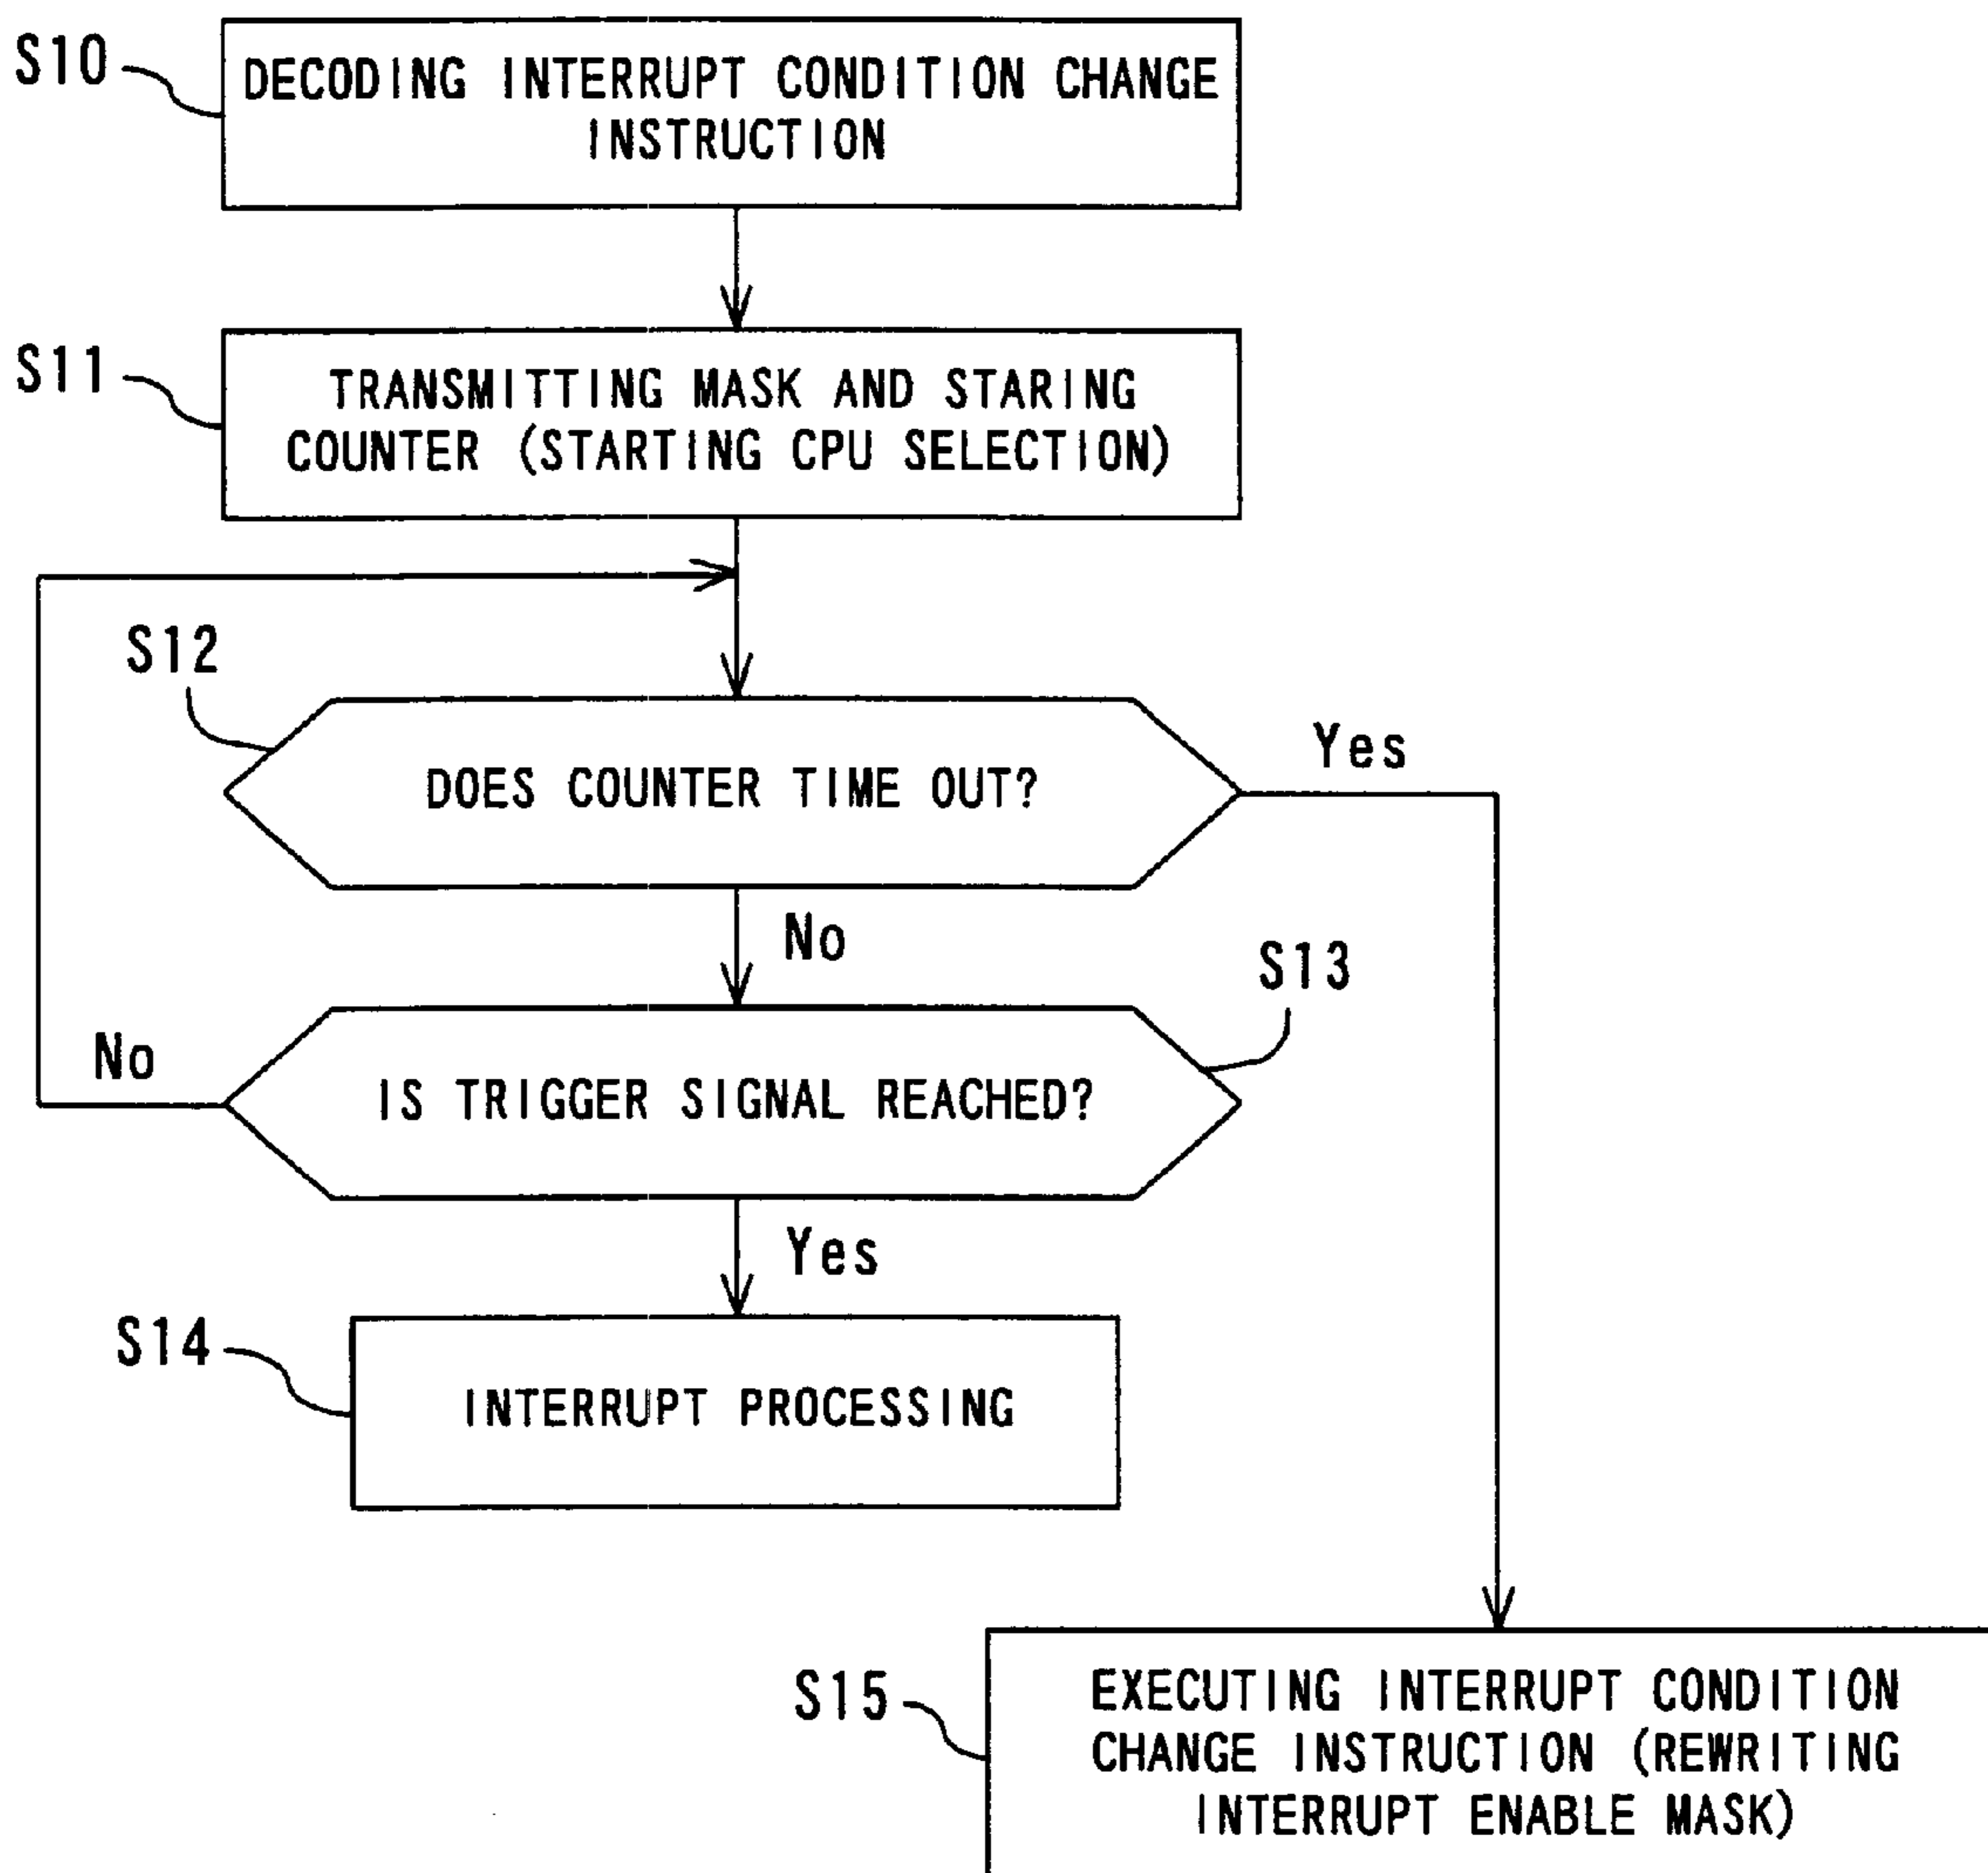 S10
DECODING INTERRUPT CONDITION CHANGE
INSTRUCTION
S11
TRANSMITTING MASK AND STARING
COUNTER (STARTING CPU SELECTION)
S12
DOES COUNTER TIME OUT?
Yes
No
S13
IS TRIGGER SIGNAL REACHED?
No
Yes
S14
INTERRUPT PROCESSING
S15
EXECUTING INTERRUPT CONDITION
CHANGE INSTRUCTION (REWRITING
INTERRUPT ENABLE MASK)